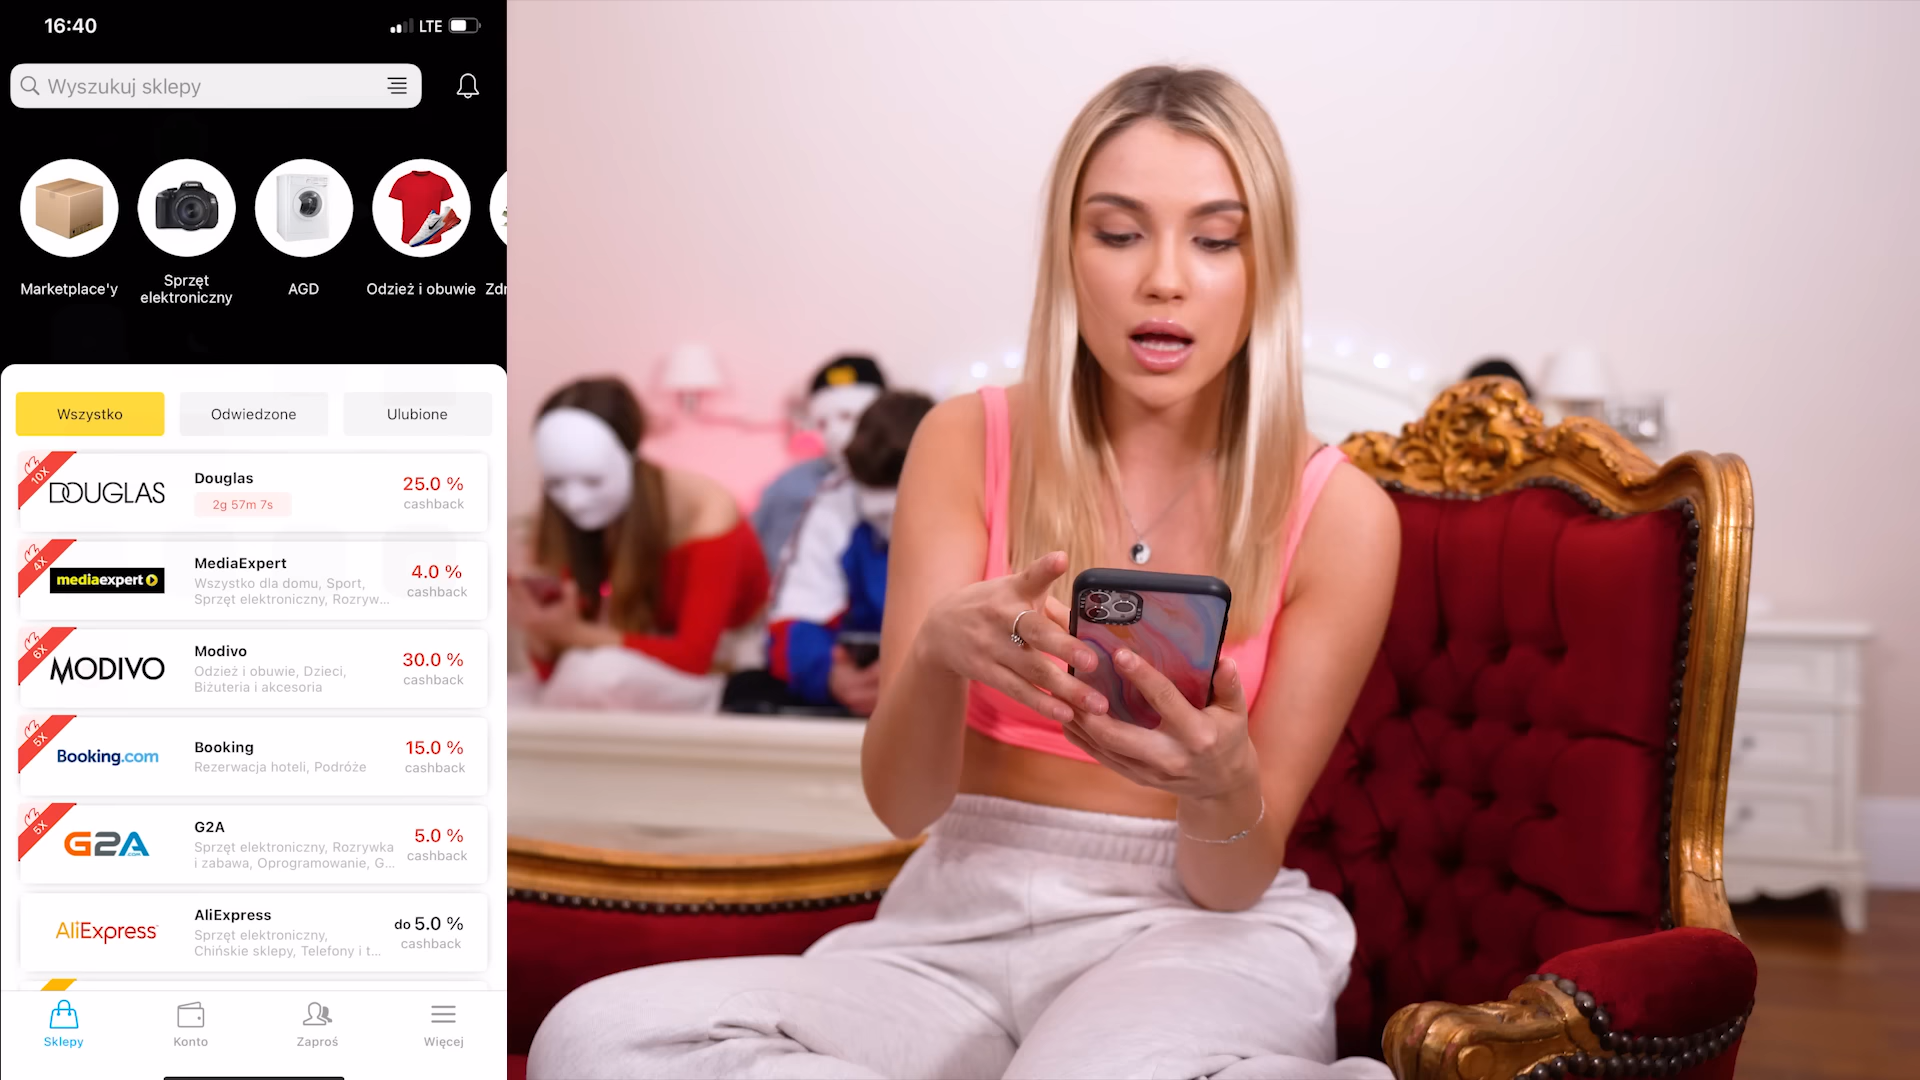 16:40
LTE
Wyszukuj sklepy
Marketplace'y
Sprzęt
elektroniczny
AGD
Odzież i obuwie
Zdr
Wszystko
Odwiedzone
Ulubione
10X
DOUGLAS
Douglas
2g 57m 7s
25.0 %
cashback
4X
mediaexpert
MediaExpert
Wszystko dla domu, Sport,
Sprzęt elektroniczny, Rozryw...
4.0 %
cashback
6X
MODIVO
Modivo
Odzież i obuwie, Dzieci,
Biżuteria i akcesoria
30.0 %
cashback
5X
Booking.com
Booking
Rezerwacja hoteli, Podróże
15.0 %
cashback
5X
G2A
.COM
G2A
Sprzęt elektroniczny, Rozrywka
i zabawa, Oprogramowanie, G...
5.0 %
cashback
AliExpress
AliExpress
Sprzęt elektroniczny,
Chińskie sklepy, Telefony i t...
do 5.0 %
cashback
Sklepy
Konto
Zaproś
Więcej